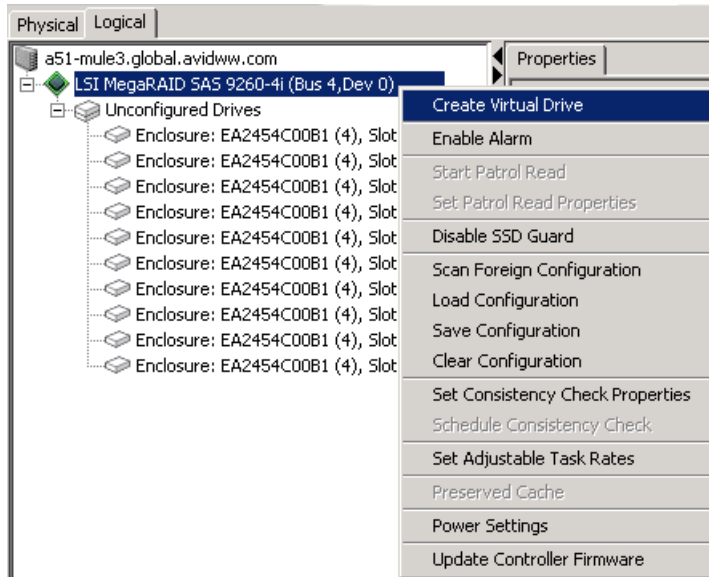 Physical Logical
a51-mule3.global.avidww.com
Properties
LSI MegaRAID SAS 9260-4i (Bus 4,Dev 0)
Unconfigured Drives
Enclosure: EA2454C00B1 (4), Slot
Enclosure: EA2454C00B1 (4), Slot
Enclosure: EA2454C00B1 (4), Slot
Enclosure: EA2454C00B1 (4), Slot
Enclosure: EA2454C00B1 (4), Slot
Enclosure: EA2454C00B1 (4), Slot
Enclosure: EA2454C00B1 (4), Slot
Enclosure: EA2454C00B1 (4), Slot
Enclosure: EA2454C00B1 (4), Slot
Enclosure: EA2454C00B1 (4), Slot
Create Virtual Drive
Enable Alarm
Start Patrol Read
Set Patrol Read Properties
Disable SSD Guard
Scan Foreign Configuration
Load Configuration
Save Configuration
Clear Configuration
Set Consistency Check Properties
Schedule Consistency Check
Set Adjustable Task Rates
Preserved Cache
Power Settings
Update Controller Firmware